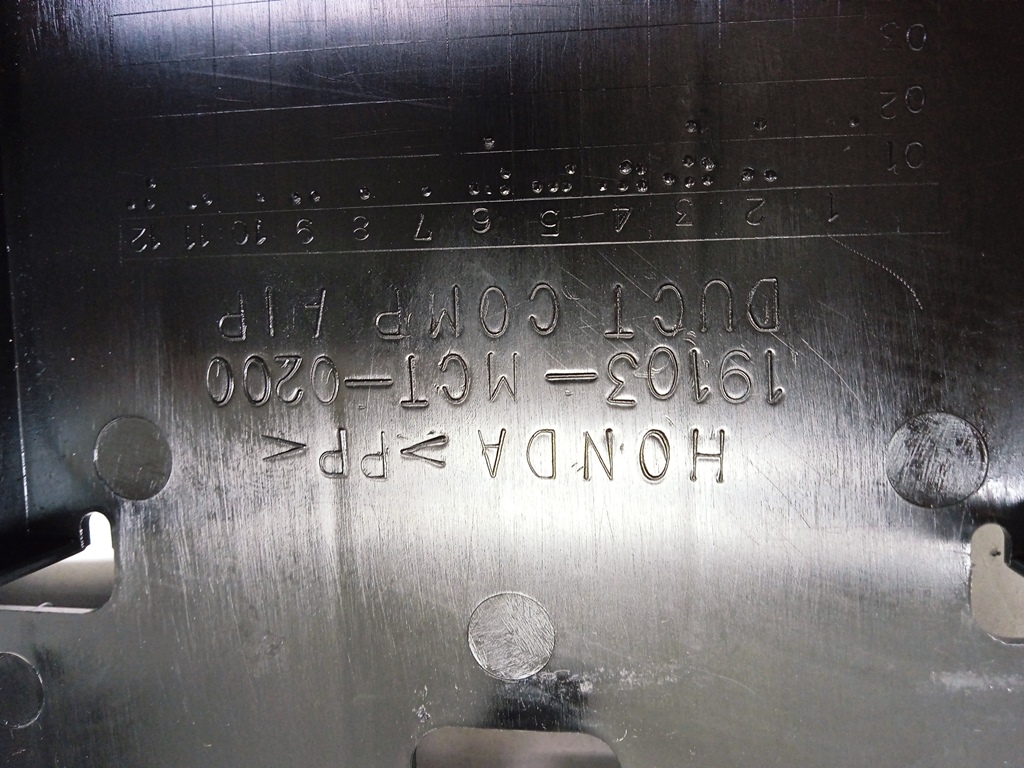 HONDA >PP<
19103-MCT-0200
DUCT COMP AIP
1 2 3 4 5 6 7 8 9 10 11 12
01
02
03